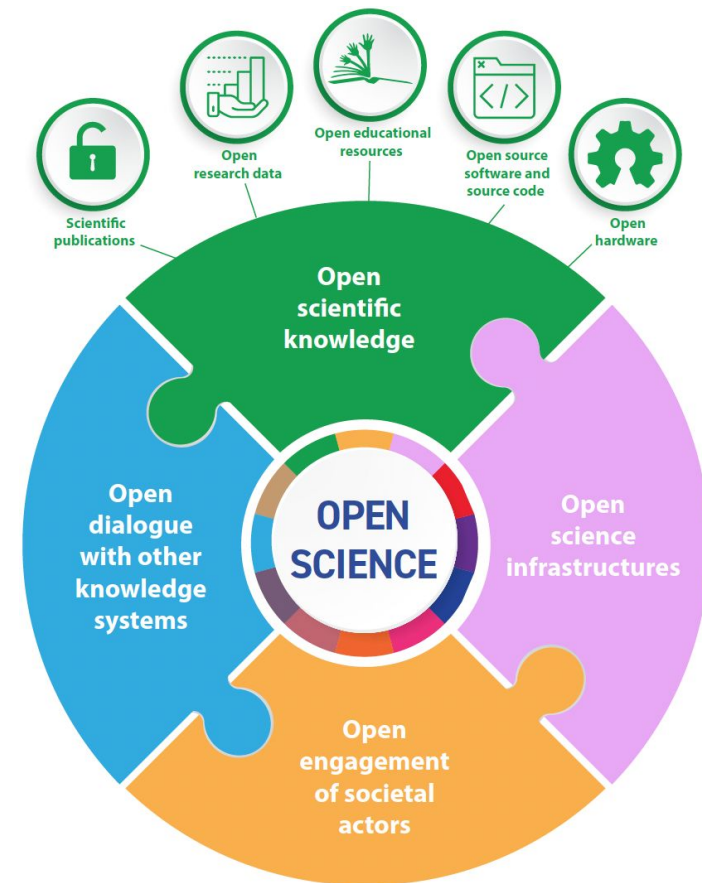 Scientific
publications
Open
research data
Open educational
resources
Open source
software and
source code
Open
hardware
Open
scientific
knowledge
Open
dialogue
with other
knowledge
systems
OPEN
SCIENCE
Open
science
infrastructures
Open
engagement
of societal
actors